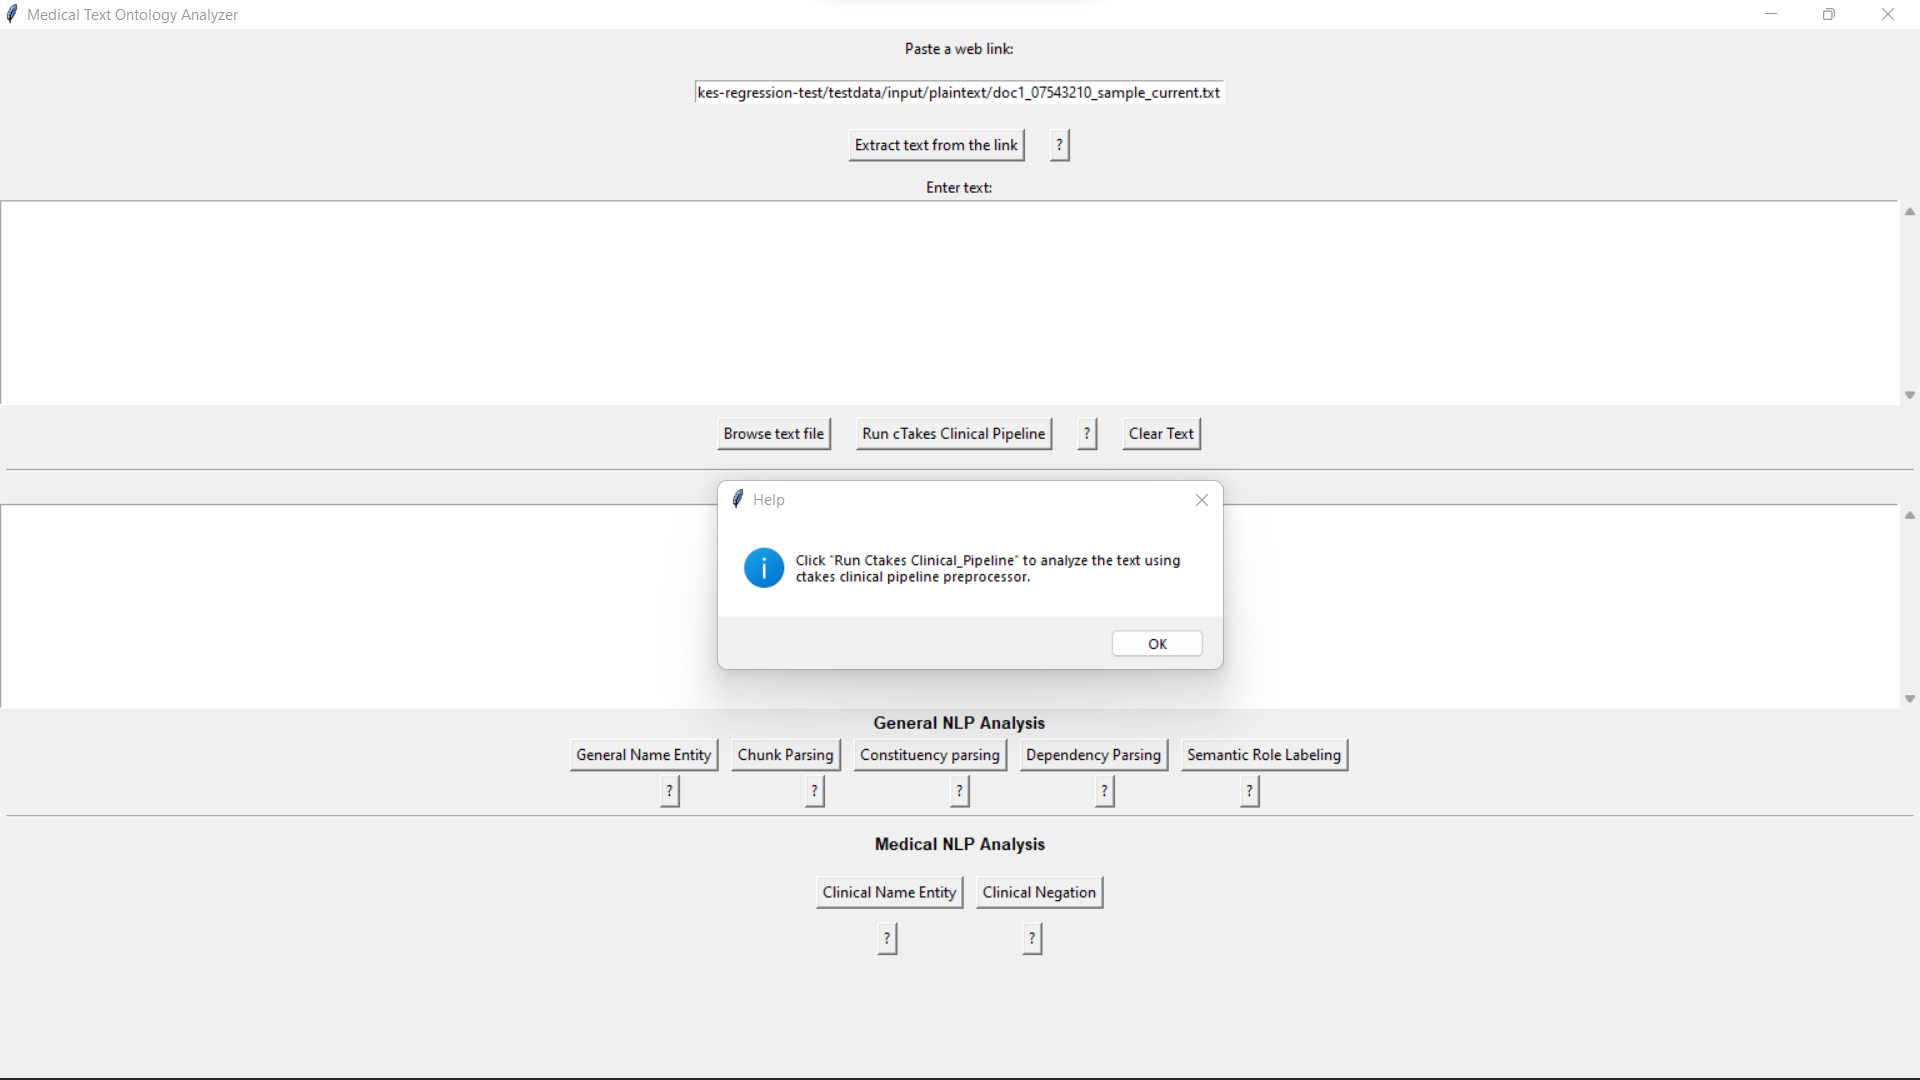 Medical Text Ontology Analyzer
Paste a web link:
kes-regression-test/testdata/input/plaintext/doc1_07543210_sample_current.txt
Extract text from the link ?
Enter text:
Browse text file Run cTakes Clinical Pipeline ? Clear Text
Help
Click "Run Ctakes Clinical_Pipeline" to analyze the text using
ctakes clinical pipeline preprocessor.
OK
General NLP Analysis
General Name Entity Chunk Parsing Constituency parsing Dependency Parsing Semantic Role Labeling
? ? ? ? ?
Medical NLP Analysis
Clinical Name Entity Clinical Negation
? ?